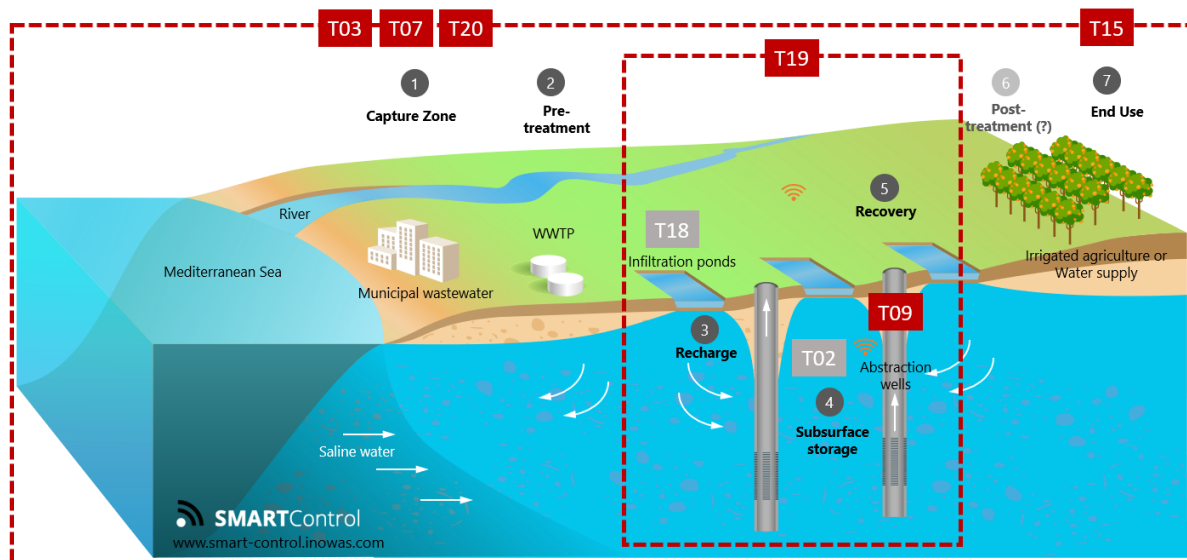 T03 T07 T20
T15
T19
1
Capture Zone
2
Pre-
treatment
6
Post-
treatment (?)
7
End Use
5
Recovery
River
Mediterranean Sea
WWTP
Municipal wastewater
T18
Infiltration ponds
Irrigated agriculture or
Water supply
3
Recharge
T09
T02
Abstraction
wells
4
Subsurface
storage
Saline water
SMARTControl
www.smart-control.inowas.com